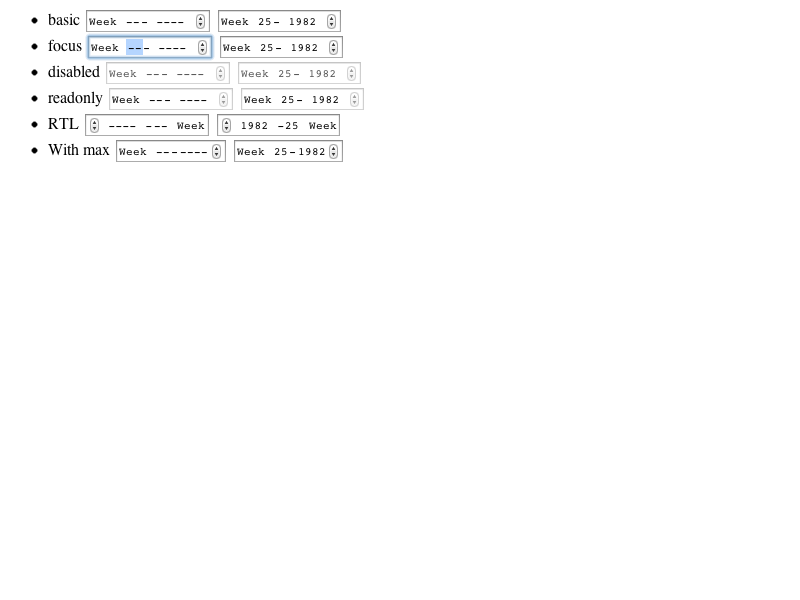 basic Week --- ---- Week 25- 1982
focus Week --- ---- Week 25- 1982
disabled Week --- ---- Week 25- 1982
readonly Week --- ---- Week 25- 1982
RTL ---- --- Week 1982 -25 Week
With max Week ------- Week 25-1982